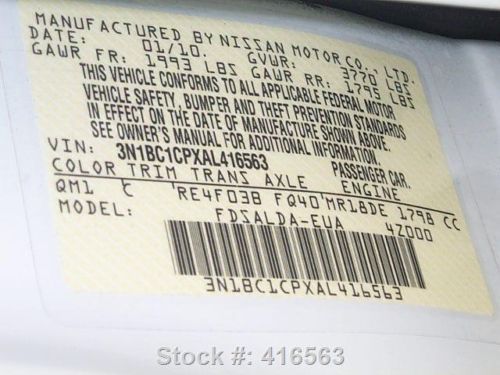 MANUFACTURED BY NISSAN MOTOR CO., LTD.
DATE: 01/10. GVWR: 3770 LBS
GAWR FR: 1993 LBS GAWR RR: 1795 LBS
THIS VEHICLE CONFORMS TO ALL APPLICABLE FEDERAL MOTOR
VEHICLE SAFETY, BUMPER AND THEFT PREVENTION STANDARDS
IN EFFECT ON THE DATE OF MANUFACTURE SHOWN ABOVE.
SEE OWNER'S MANUAL FOR ADDITIONAL INFORMATION.
VIN: 3N1BC1CPXAL416563 PASSENGER CAR.
COLOR TRIM TRANS AXLE ENGINE
QM1 C RE4F03B FQ40 MR18DE 1798 CC
MODEL: FDSALDA-EUA 4Z000
3N1BC1CPXAL416563
Stock #: 416563